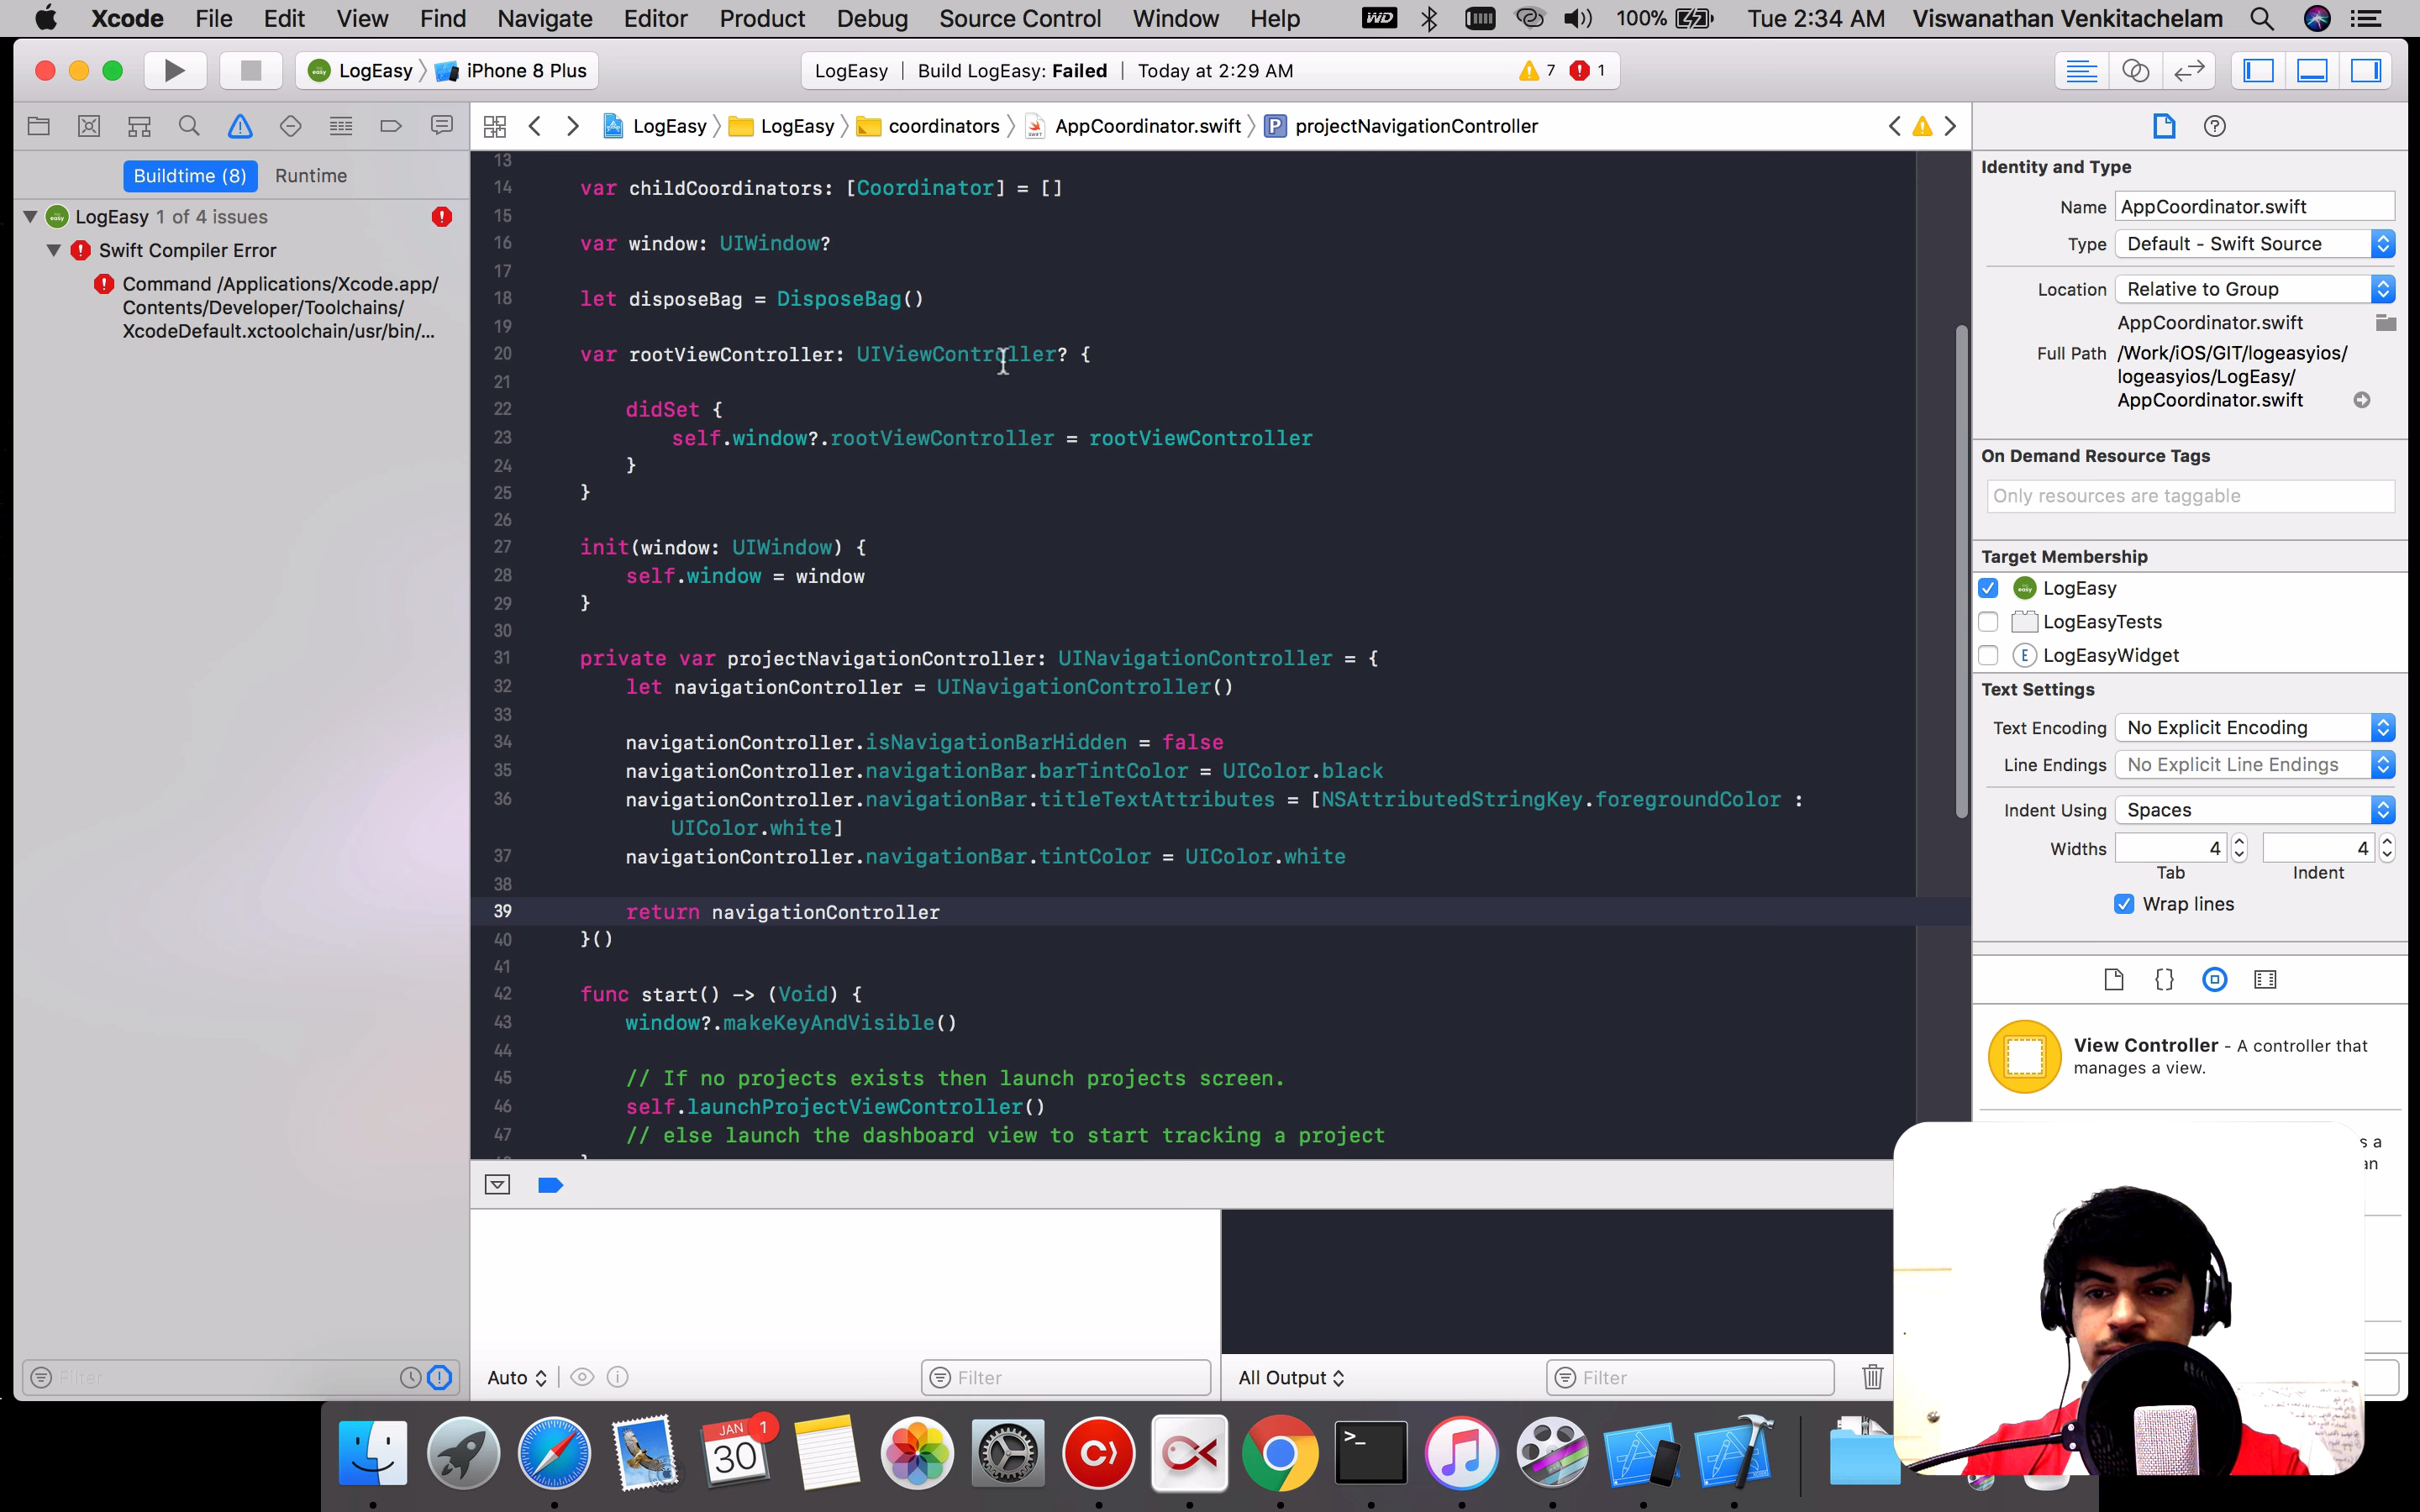 Xcode File Edit View Find Navigate Editor Product Debug Source Control Window Help WD 100% Tue 2:34 AM Viswanathan Venkitachelam
LogEasy iPhone 8 Plus LogEasy Build LogEasy: Failed Today at 2:29 AM 7 1
LogEasy LogEasy coordinators AppCoordinator.swift P projectNavigationController
Buildtime (8) Runtime
LogEasy 1 of 4 issues
Swift Compiler Error
Command /Applications/Xcode.app/
Contents/Developer/Toolchains/
XcodeDefault.xctoolchain/usr/bin/...
Filter
13
14 var childCoordinators: [Coordinator] = []
15
16 var window: UIWindow?
17
18 let disposeBag = DisposeBag()
19
20 var rootViewController: UIViewController? {
21
22 didSet {
23 self.window?.rootViewController = rootViewController
24 }
25 }
26
27 init(window: UIWindow) {
28 self.window = window
29 }
30
31 private var projectNavigationController: UINavigationController = {
32 let navigationController = UINavigationController()
33
34 navigationController.isNavigationBarHidden = false
35 navigationController.navigationBar.barTintColor = UIColor.black
36 navigationController.navigationBar.titleTextAttributes = [NSAttributedStringKey.foregroundColor :
UIColor.white]
37 navigationController.navigationBar.tintColor = UIColor.white
38
39 return navigationController
40 }()
41
42 func start() -> (Void) {
43 window?.makeKeyAndVisible()
44
45 // If no projects exists then launch projects screen.
46 self.launchProjectViewController()
47 // else launch the dashboard view to start tracking a project
Auto Filter All Output Filter
Identity and Type
Name AppCoordinator.swift
Type Default - Swift Source
Location Relative to Group
AppCoordinator.swift
Full Path /Work/iOS/GIT/logeasyios/
logeasyios/LogEasy/
AppCoordinator.swift
On Demand Resource Tags
Only resources are taggable
Target Membership
LogEasy
LogEasyTests
E LogEasyWidget
Text Settings
Text Encoding No Explicit Encoding
Line Endings No Explicit Line Endings
Indent Using Spaces
Widths 4 4
Tab Indent
Wrap lines
{}
View Controller - A controller that
manages a view.
s a
an
JAN 1
30
>_